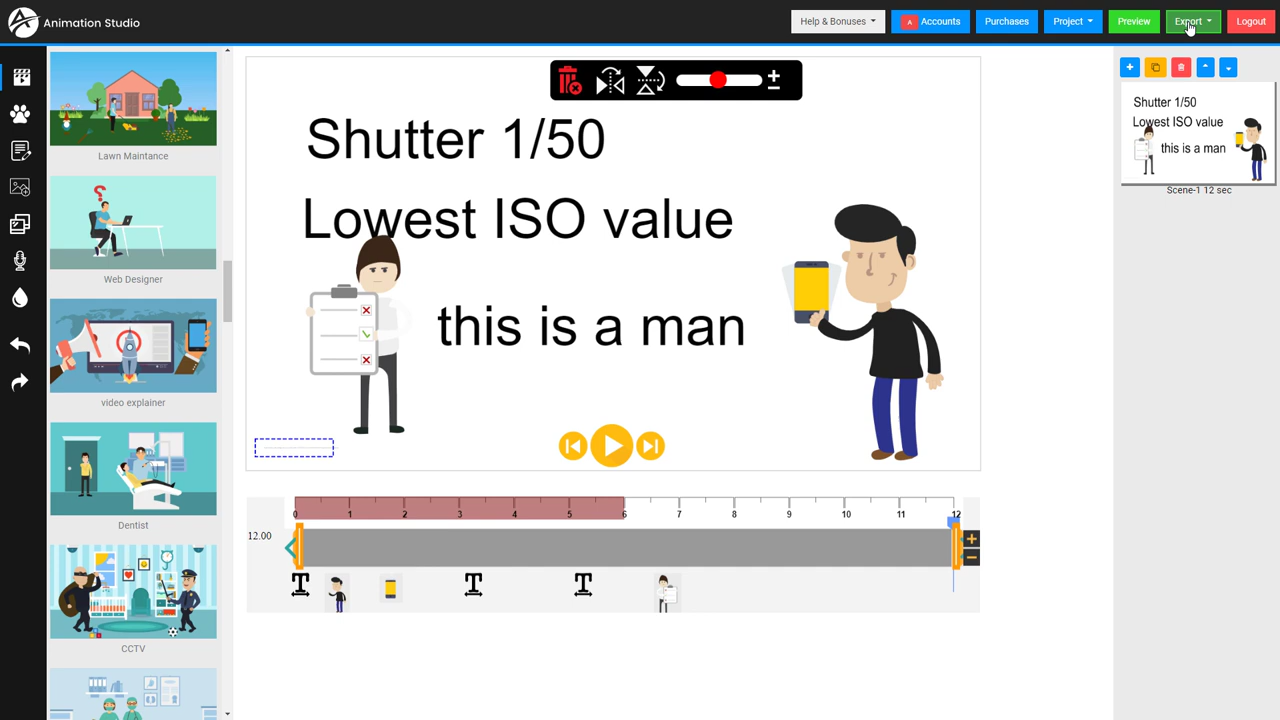 Animation Studio
Help & Bonuses
A Accounts
Purchases
Project
Preview
Export
Logout
Lawn Maintance
Web Designer
video explainer
Dentist
CCTV
Shutter 1/50
Lowest ISO value
this is a man
Shutter 1/50
Lowest ISO value
this is a man
Scene-1 12 sec
0 1 2 3 4 5 6 7 8 9 10 11 12
12.00